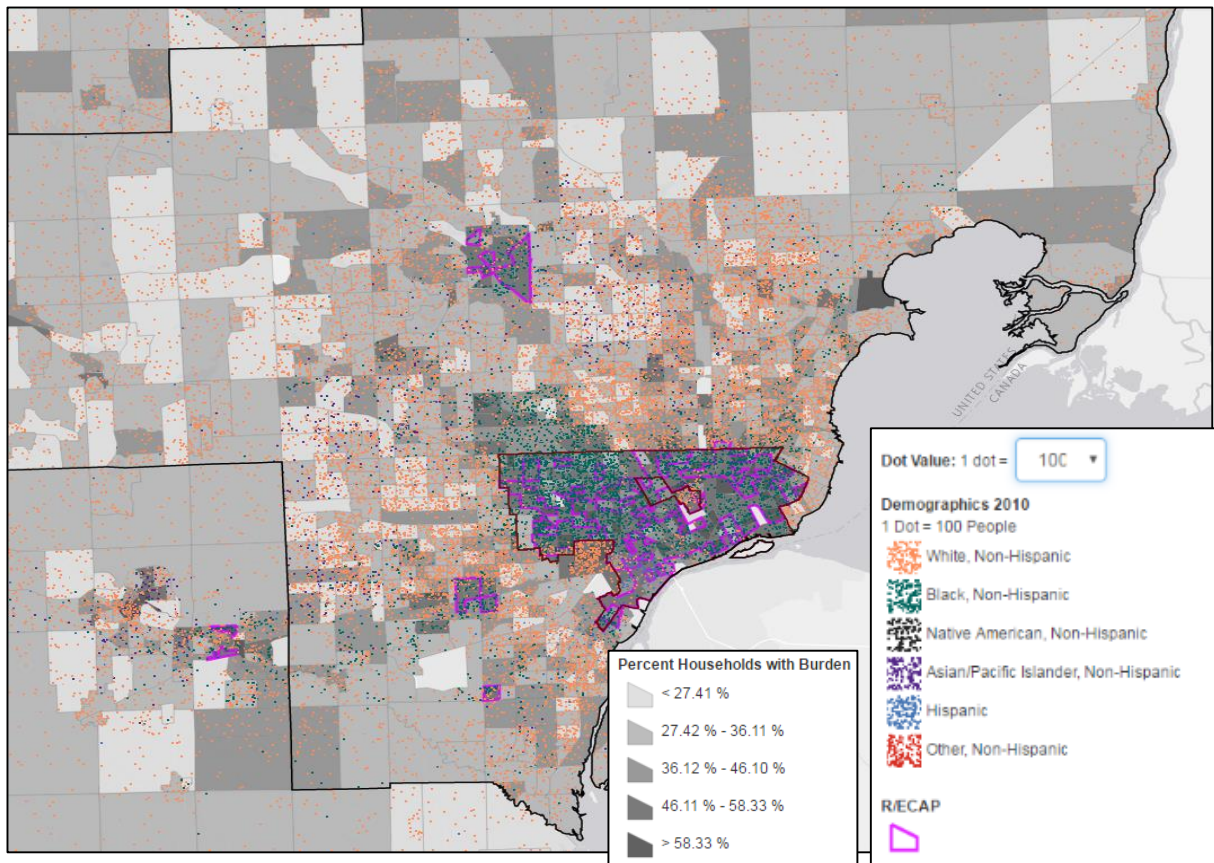 UNITED STATES
CANADA
Dot Value: 1 dot = 100
Demographics 2010
1 Dot = 100 People
White, Non-Hispanic
Black, Non-Hispanic
Native American, Non-Hispanic
Asian/Pacific Islander, Non-Hispanic
Hispanic
Other, Non-Hispanic
R/ECAP
Percent Households with Burden
< 27.41 %
27.42 % - 36.11 %
36.12 % - 46.10 %
46.11 % - 58.33 %
> 58.33 %